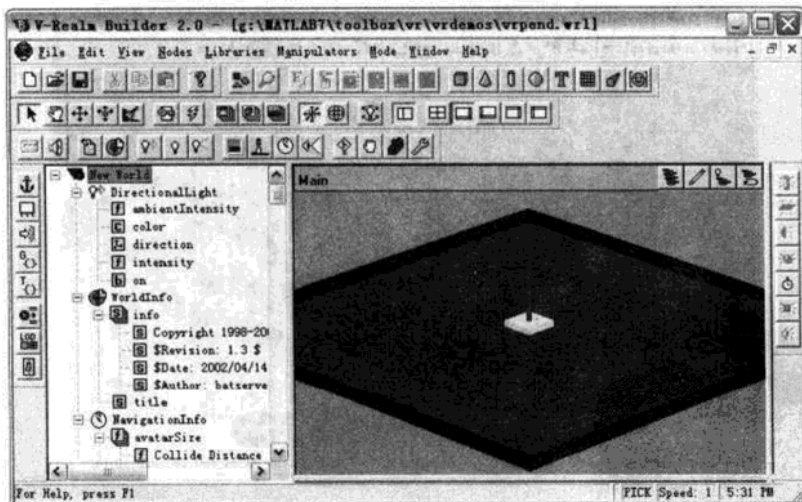 V-Realm Builder 2.0 - [g:\MATLAB7\toolbox\vr\vrdemos\vrpend.wrl]
File Edit View Nodes Libraries Manipulators Mode Window Help
New World
DirectionalLight
ambientIntensity
color
direction
intensity
on
WorldInfo
info
Copyright 1998-20
$Revision: 1.3 $
$Date: 2002/04/14
$Author: batserve
title
NavigationInfo
avatarSize
Collide Distance
Main
For Help, press F1
PICK Speed: 1 5:31 PM